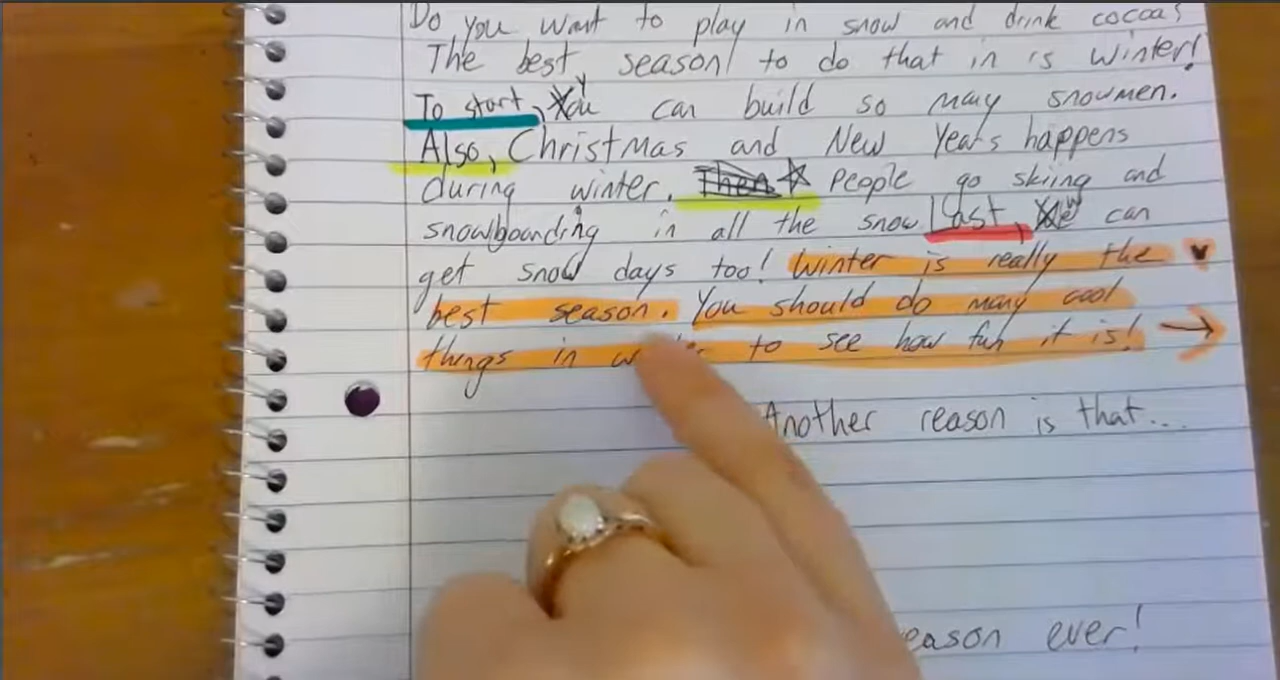 Do you want to play in snow and drink cocoa?
The best season to do that in is winter!
To start, you can build so many snowmen.
Also, Christmas and New Years happens
during winter. Then ☆ People go skiing and
snowboarding in all the snow Last, we can
get snow days too! Winter is really the
best season. You should do many cool
things in to see how fun it is! →
Another reason is that...
eason ever!